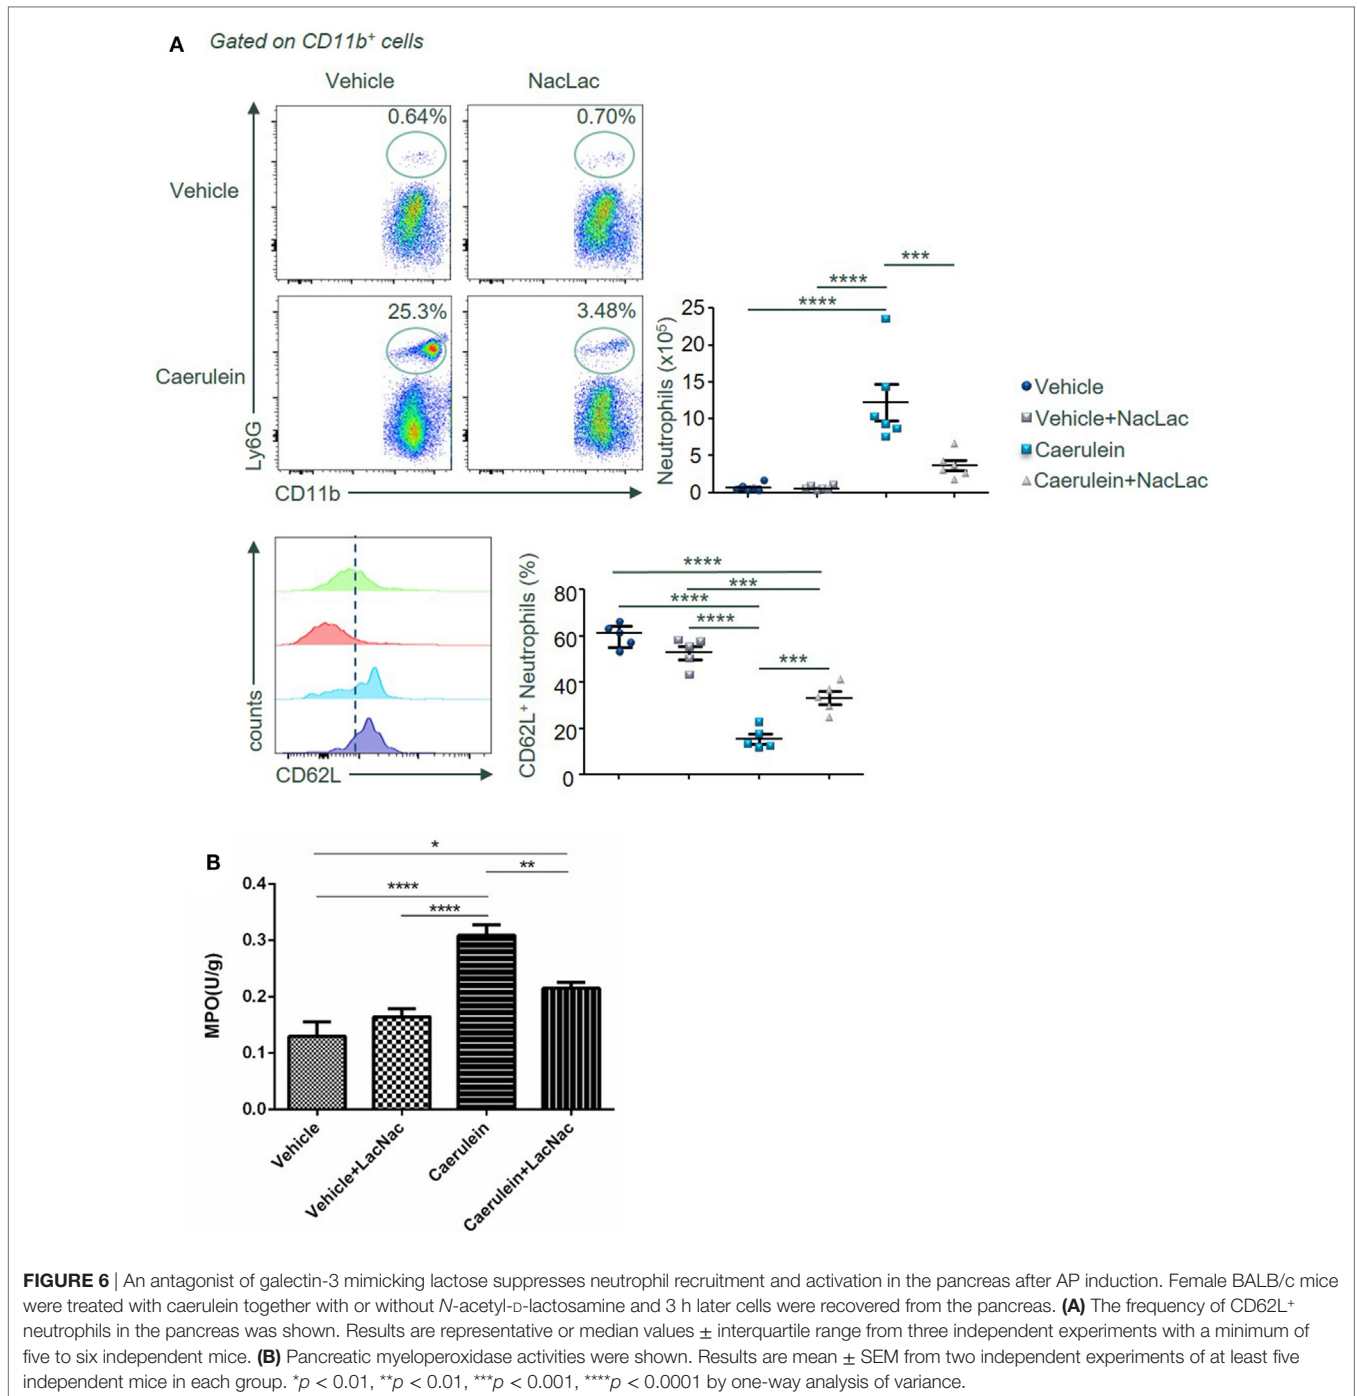 A Gated on CD11b⁺ cells
Vehicle NacLac
0.64% 0.70%
Vehicle
25.3% 3.48%
Caerulein
Ly6G
CD11b
***
****
****
Neutrophils (x10⁵)
25
20
15
10
5
0
Vehicle
Vehicle+NacLac
Caerulein
Caerulein+NacLac
counts
CD62L
****
***
****
****
***
CD62L⁺ Neutrophils (%)
80
60
40
20
0
B
*
**
****
****
MPO(U/g)
0.4
0.3
0.2
0.1
0.0
Vehicle
Vehicle+LacNac
Caerulein
Caerulein+LacNac
FIGURE 6 | An antagonist of galectin-3 mimicking lactose suppresses neutrophil recruitment and activation in the pancreas after AP induction. Female BALB/c mice
were treated with caerulein together with or without N-acetyl-D-lactosamine and 3 h later cells were recovered from the pancreas. (A) The frequency of CD62L⁺
neutrophils in the pancreas was shown. Results are representative or median values ± interquartile range from three independent experiments with a minimum of
five to six independent mice. (B) Pancreatic myeloperoxidase activities were shown. Results are mean ± SEM from two independent experiments of at least five
independent mice in each group. *p < 0.01, **p < 0.01, ***p < 0.001, ****p < 0.0001 by one-way analysis of variance.